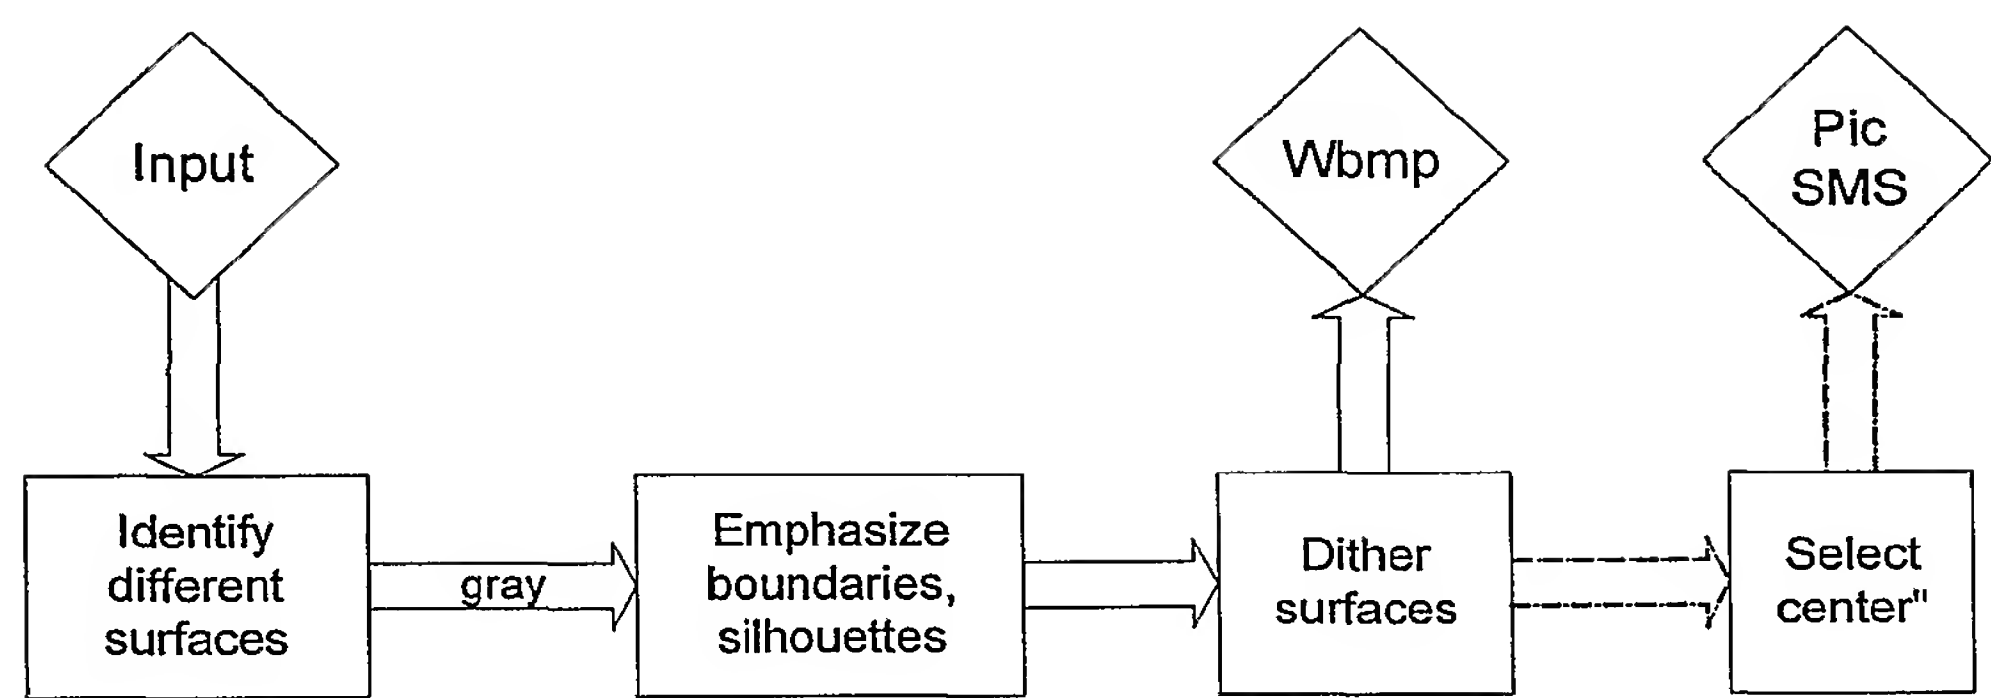 Input
Wbmp
Pic
SMS
Identify
different
surfaces
gray
Emphasize
boundaries,
silhouettes
Dither
surfaces
Select
center"